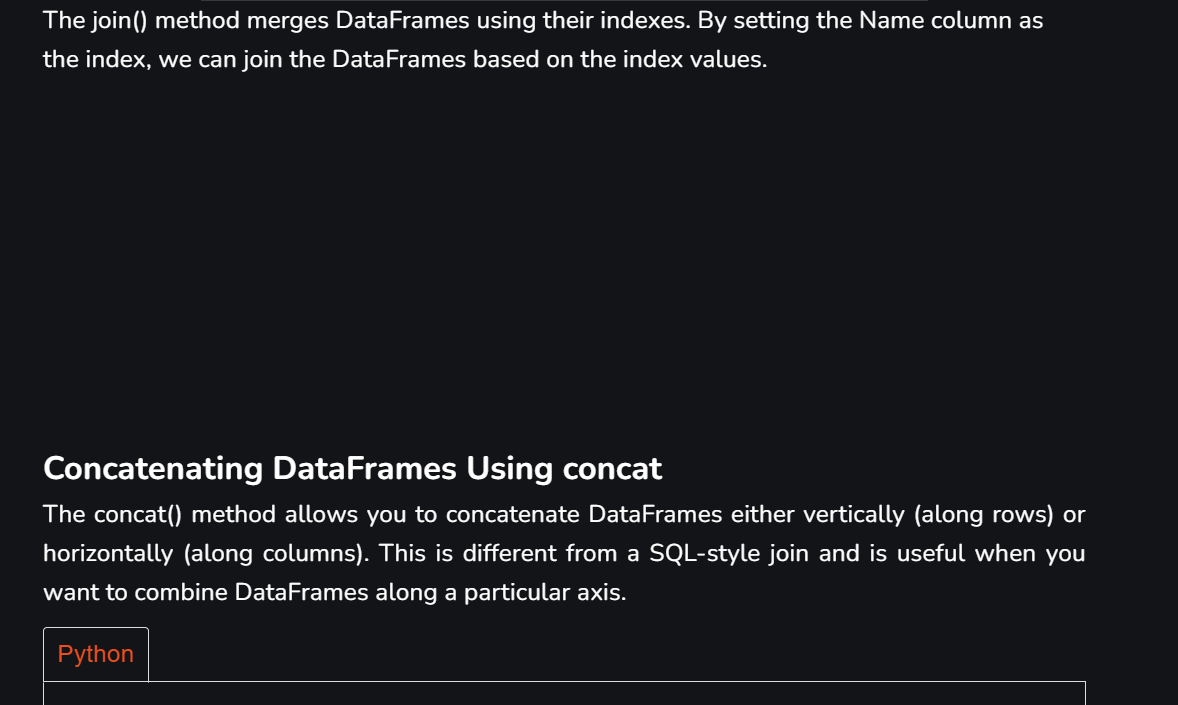 The join() method merges DataFrames using their indexes. By setting the Name column as
the index, we can join the DataFrames based on the index values.
Concatenating DataFrames Using concat
The concat() method allows you to concatenate DataFrames either vertically (along rows) or
horizontally (along columns). This is different from a SQL-style join and is useful when you
want to combine DataFrames along a particular axis.
Python